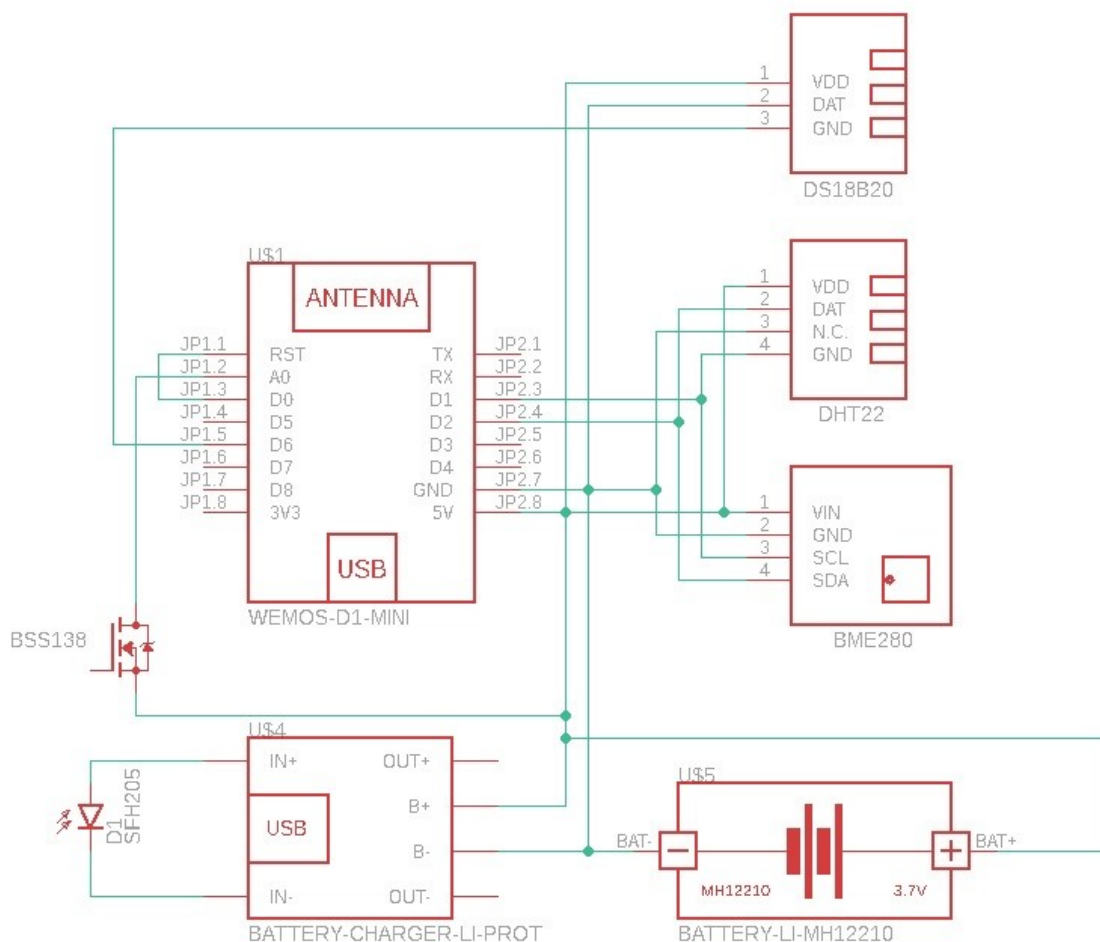 1 VDD
2 DAT
3 GND
DS18B20
U$1
ANTENNA
JP1.1 RST TX JP2.1
JP1.2 A0 RX JP2.2
JP1.3 D0 D1 JP2.3
JP1.4 D5 D2 JP2.4
JP1.5 D6 D3 JP2.5
JP1.6 D7 D4 JP2.6
JP1.7 D8 GND JP2.7
JP1.8 3V3 5V JP2.8
USB
WEMOS-D1-MINI
1 VDD
2 DAT
3 N.C.
4 GND
DHT22
1 VIN
2 GND
3 SCL
4 SDA
BME280
BSS138
U$4
IN+ OUT+
B+
USB
B-
IN- OUT-
BATTERY-CHARGER-LI-PROT
D1
SFH205
U$5
BAT- BAT+
MH12210 3.7V
BATTERY-LI-MH12210